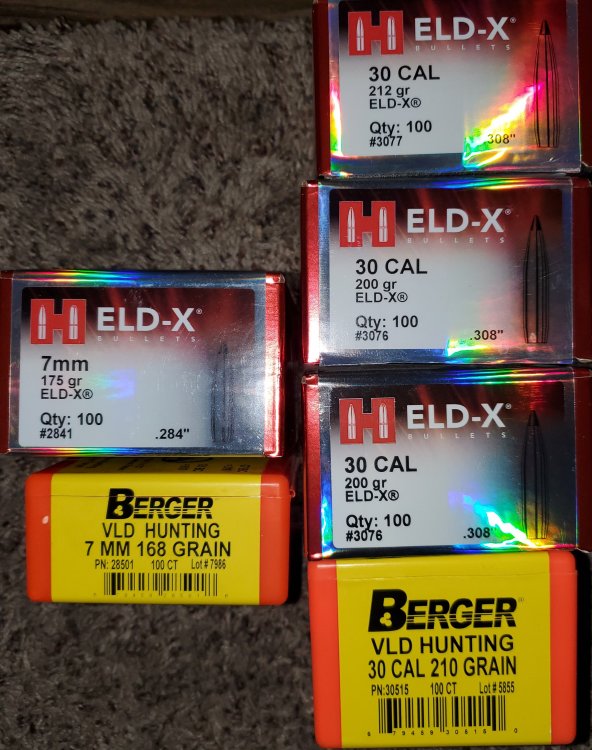 ELD-X®
BULLETS
30 CAL
212 gr
ELD-X®
Qty: 100
#3077
.308"
ELD-X®
BULLETS
30 CAL
200 gr
ELD-X®
Qty: 100
#3076
.308"
ELD-X®
BULLETS
7mm
175 gr
ELD-X®
Qty: 100
#2841
.284"
ELD-X®
BULLETS
30 CAL
200 gr
ELD-X®
Qty: 100
#3076
.308"
BERGER
VLD HUNTING
7 MM 168 GRAIN
PN: 28501 100 CT Lot # 7986
BERGER
VLD HUNTING
30 CAL 210 GRAIN
PN:30515 100 CT Lot # 5855